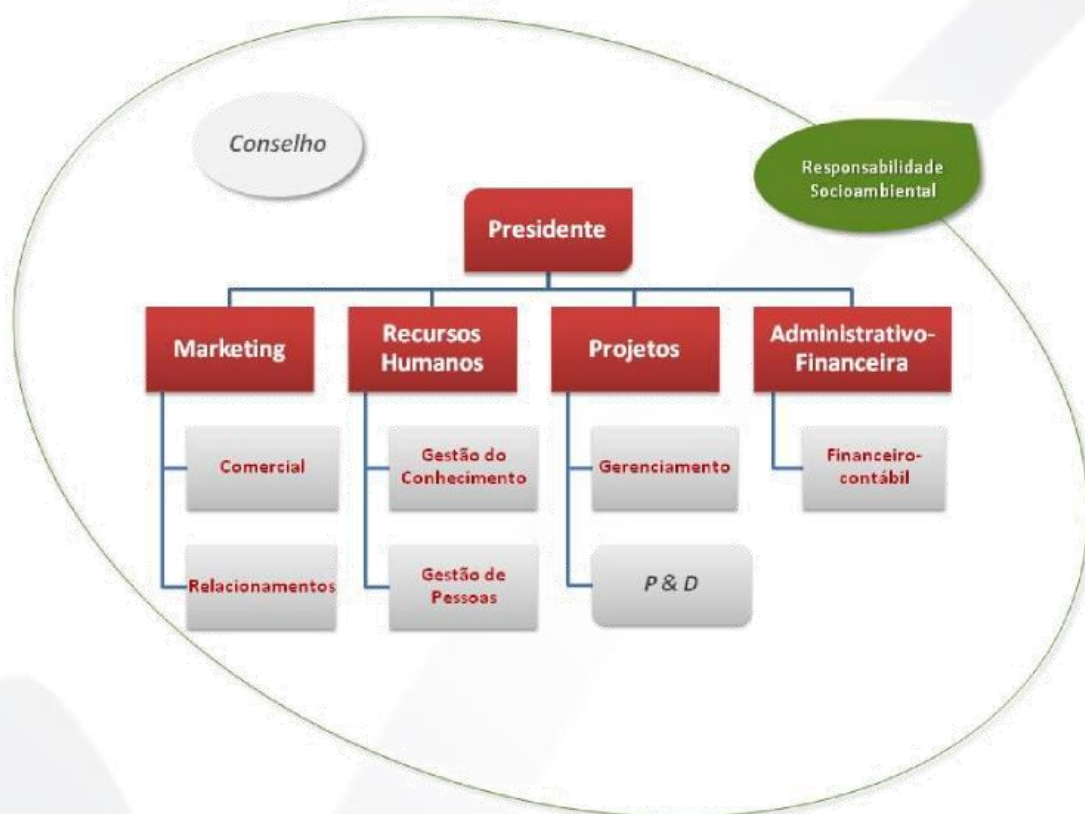 Conselho
Responsabilidade
Socioambiental
Presidente
Marketing
Recursos
Humanos
Projetos
Administrativo-
Financeira
Comercial
Gestão do
Conhecimento
Gerenciamento
Financeiro-
contábil
Relacionamentos
Gestão de
Pessoas
P & D